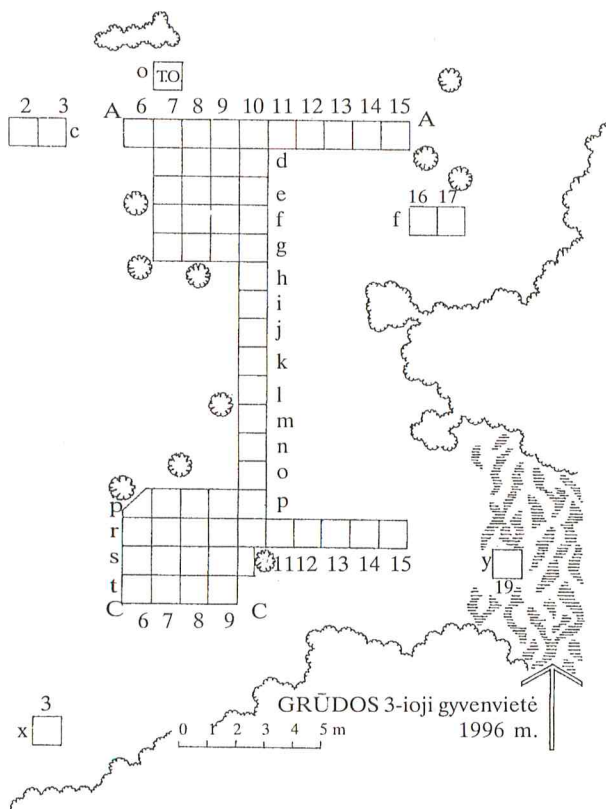 o T.O
2 3 A 6 7 8 9 10 11 12 13 14 15 A
c
d
e
16 17
f f
g
h
i
j
k
l
m
n
o
p p
r
s 11 12 13 14 15
y
t 19
C 6 7 8 9 C
3
x
GRŪDOS 3-ioji gyvenvietė
1996 m.
0 1 2 3 4 5 m